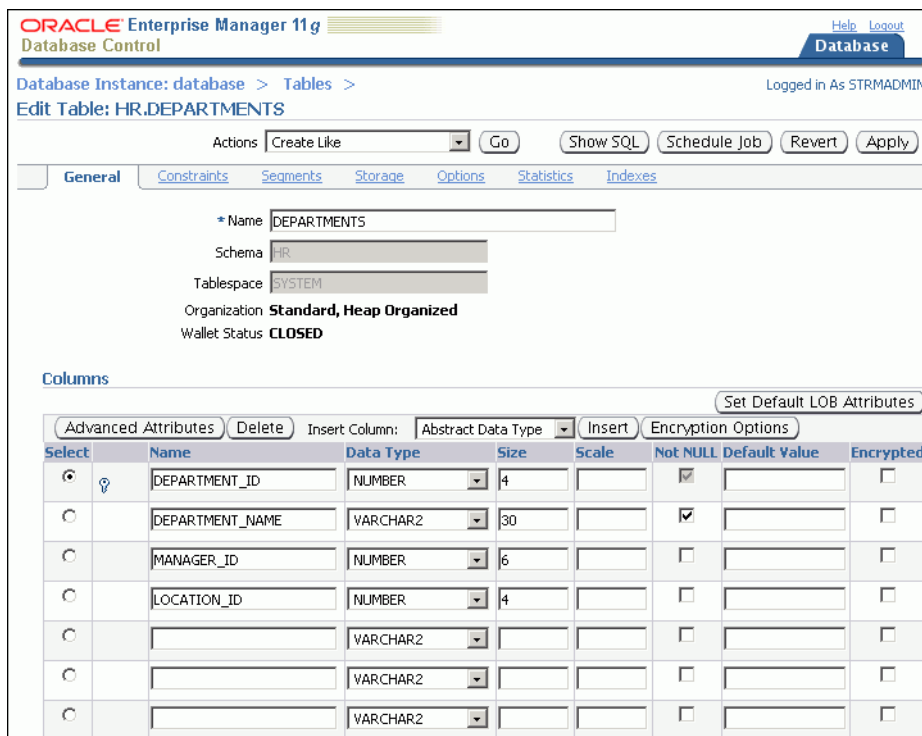 ORACLE Enterprise Manager 11g
Database Control
Help Logout
Database
Database Instance: database > Tables >
Logged in As STRMADMIN
Edit Table: HR.DEPARTMENTS
Actions Create Like Go Show SQL Schedule Job Revert Apply
General Constraints Segments Storage Options Statistics Indexes
* Name DEPARTMENTS
Schema HR
Tablespace SYSTEM
Organization Standard, Heap Organized
Wallet Status CLOSED
Columns
Set Default LOB Attributes
Advanced Attributes Delete Insert Column: Abstract Data Type Insert Encryption Options
Select Name Data Type Size Scale Not NULL Default Value Encrypted
DEPARTMENT_ID NUMBER 4
DEPARTMENT_NAME VARCHAR2 30
MANAGER_ID NUMBER 6
LOCATION_ID NUMBER 4
VARCHAR2
VARCHAR2
VARCHAR2